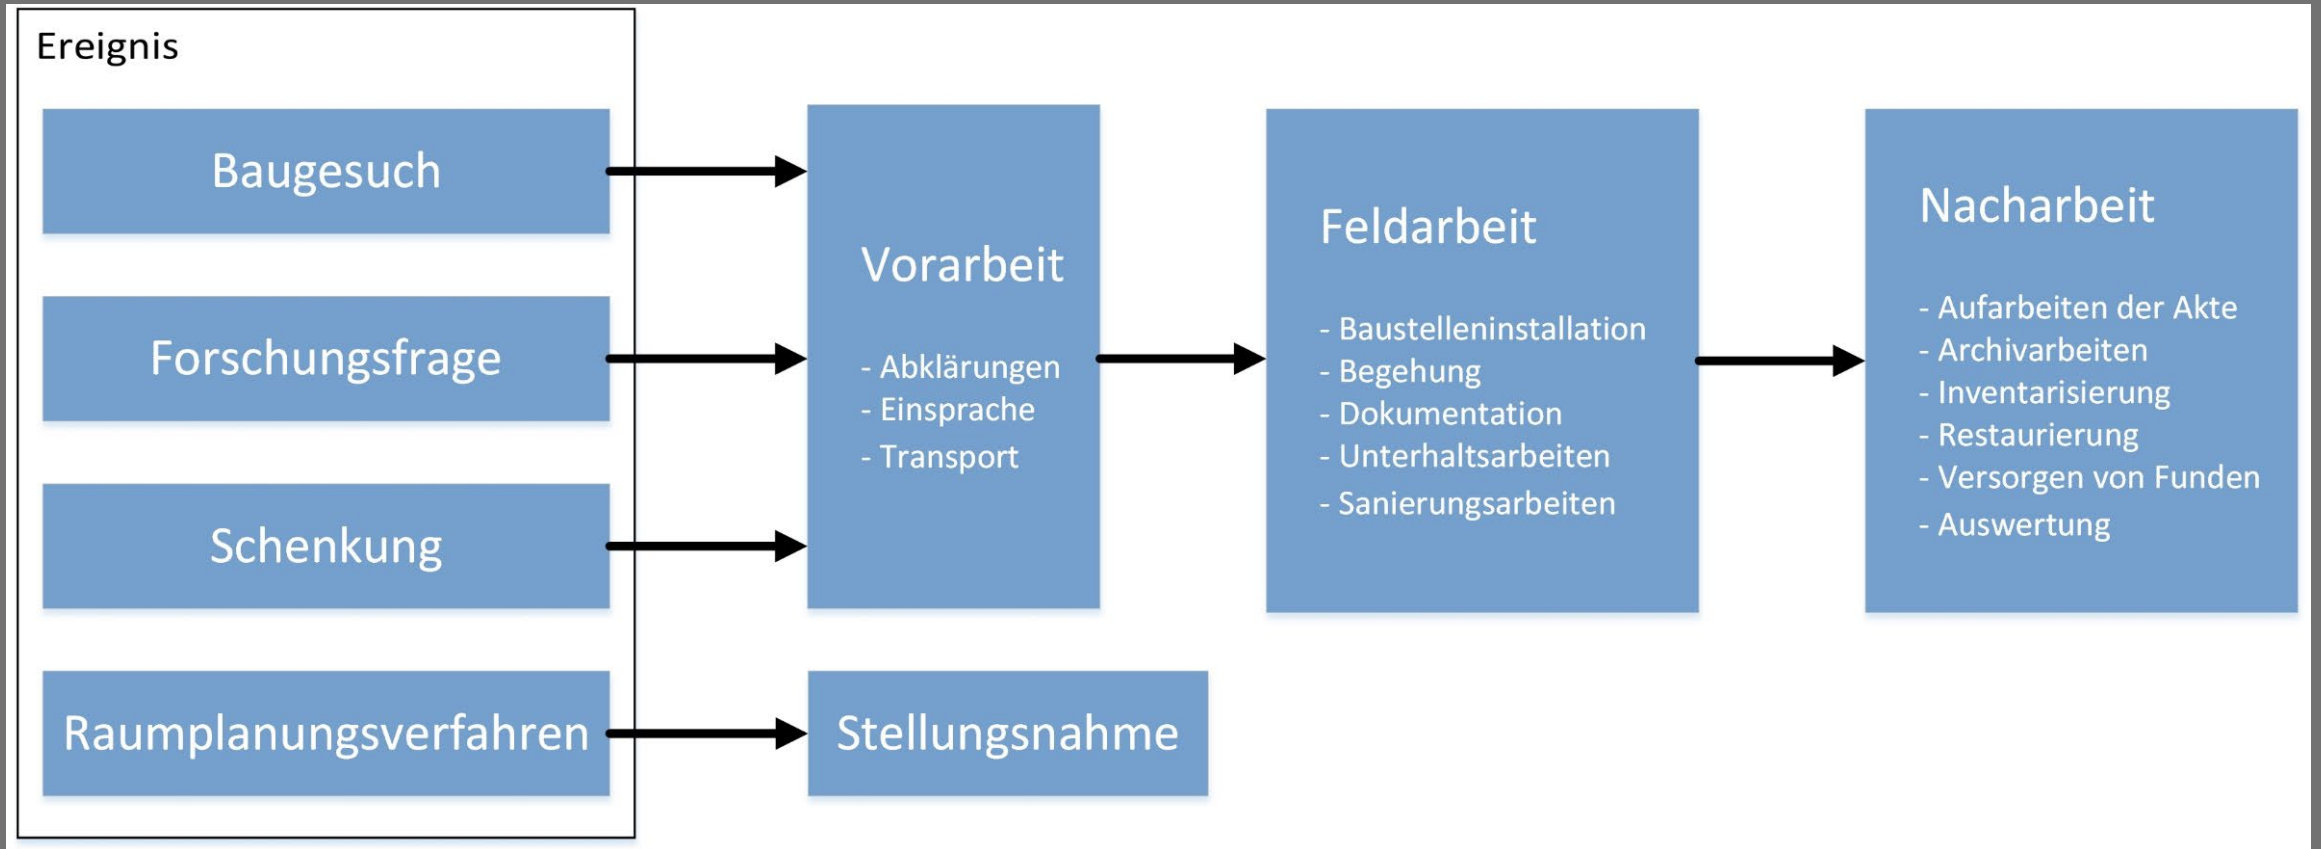 Ereignis
Baugesuch
Forschungsfrage
Schenkung
Raumplanungsverfahren
Vorarbeit
- Abklärungen
- Einsprache
- Transport
Stellungsnahme
Feldarbeit
- Baustelleninstallation
- Begehung
- Dokumentation
- Unterhaltsarbeiten
- Sanierungsarbeiten
Nacharbeit
- Aufarbeiten der Akte
- Archivarbeiten
- Inventarisierung
- Restaurierung
- Versorgen von Funden
- Auswertung